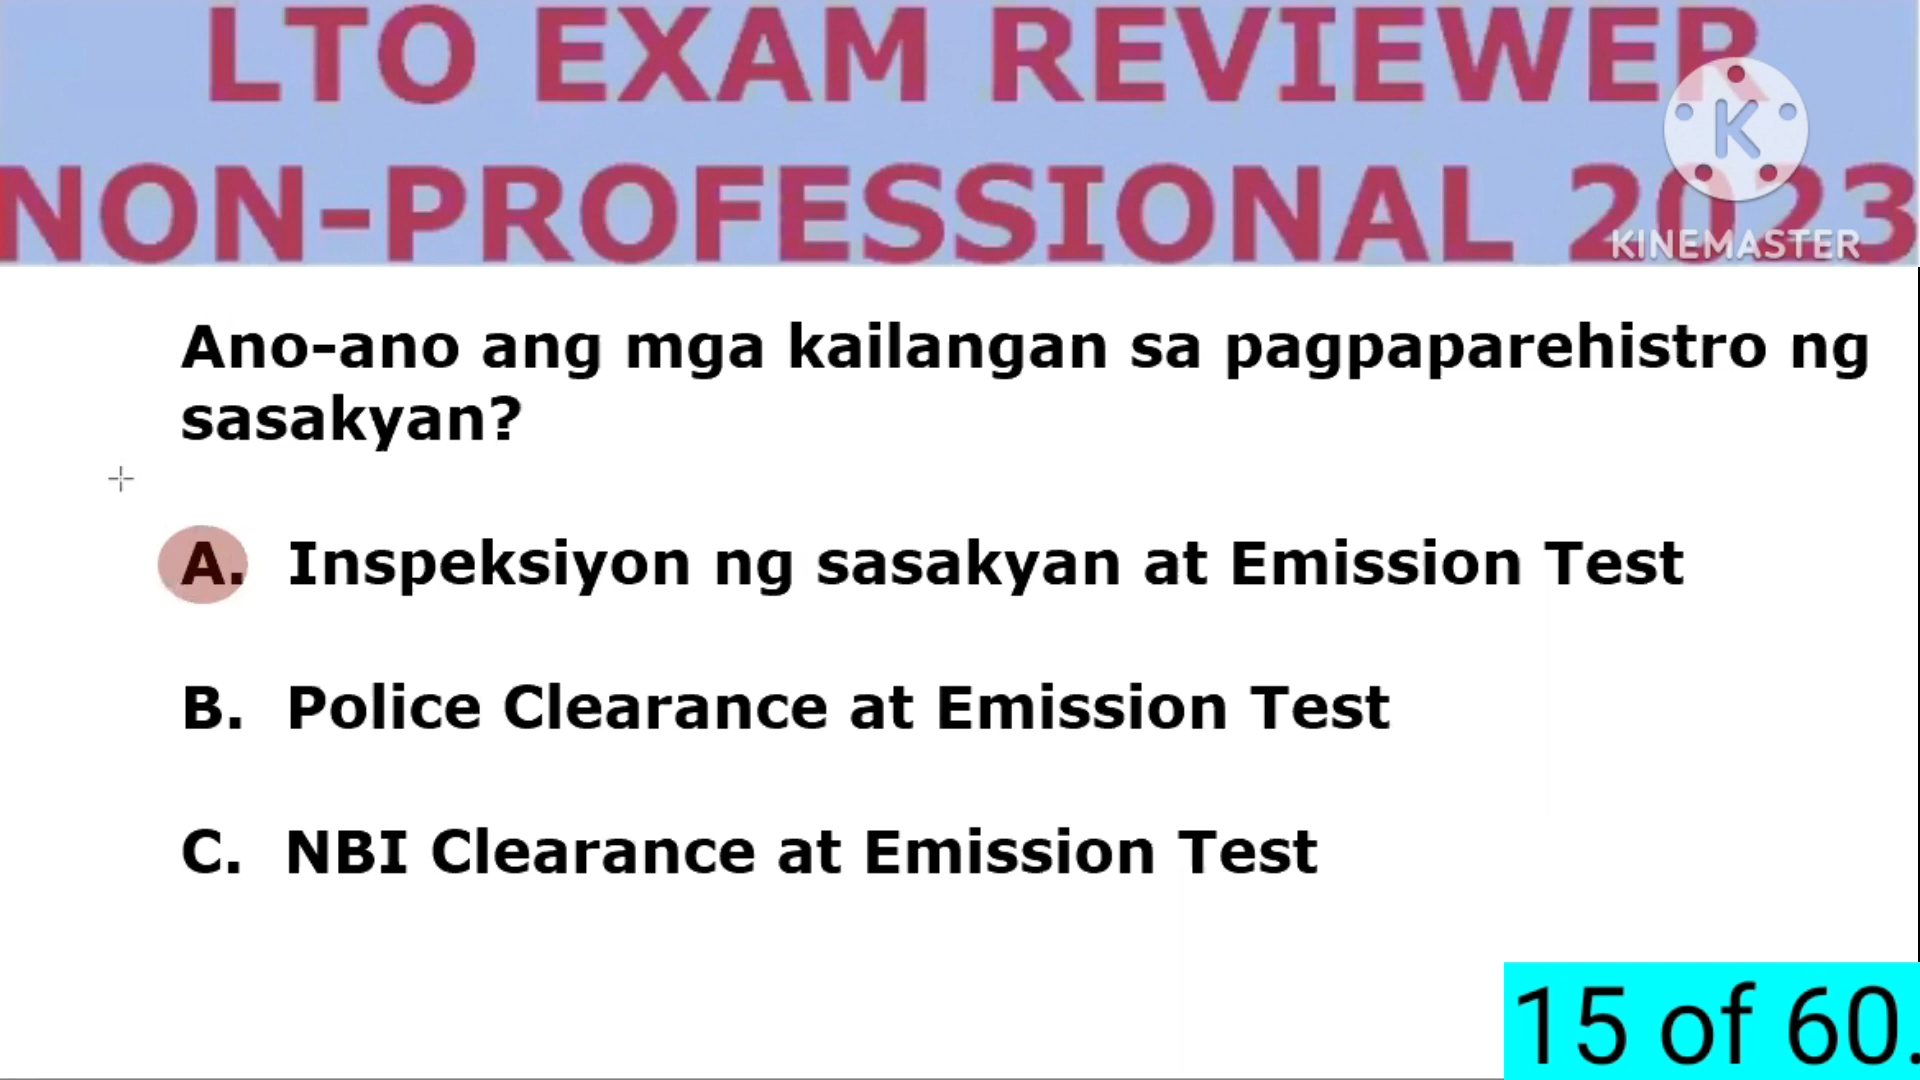 LTO EXAM REVIEWER
NON-PROFESSIONAL 2023
K
KINEMASTER
Ano-ano ang mga kailangan sa pagpaparehistro ng
sasakyan?
A. Inspeksiyon ng sasakyan at Emission Test
B. Police Clearance at Emission Test
C. NBI Clearance at Emission Test
15 of 60.